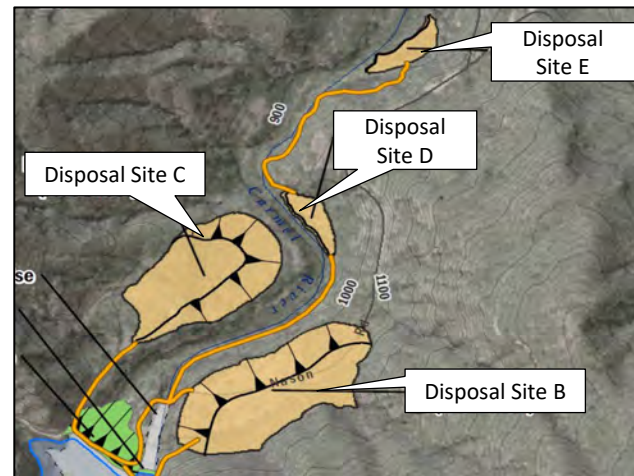 Disposal
Site E
900
Disposal
Site D
Disposal Site C
Carmel
River
se
1000
1100
Nason
Disposal Site B